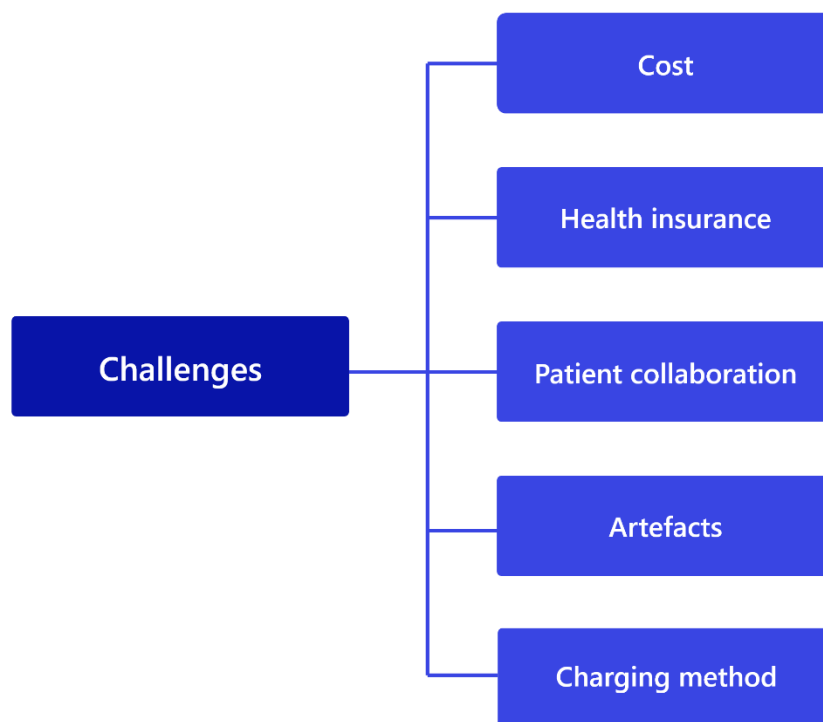 Cost
Health insurance
Challenges
Patient collaboration
Artefacts
Charging method